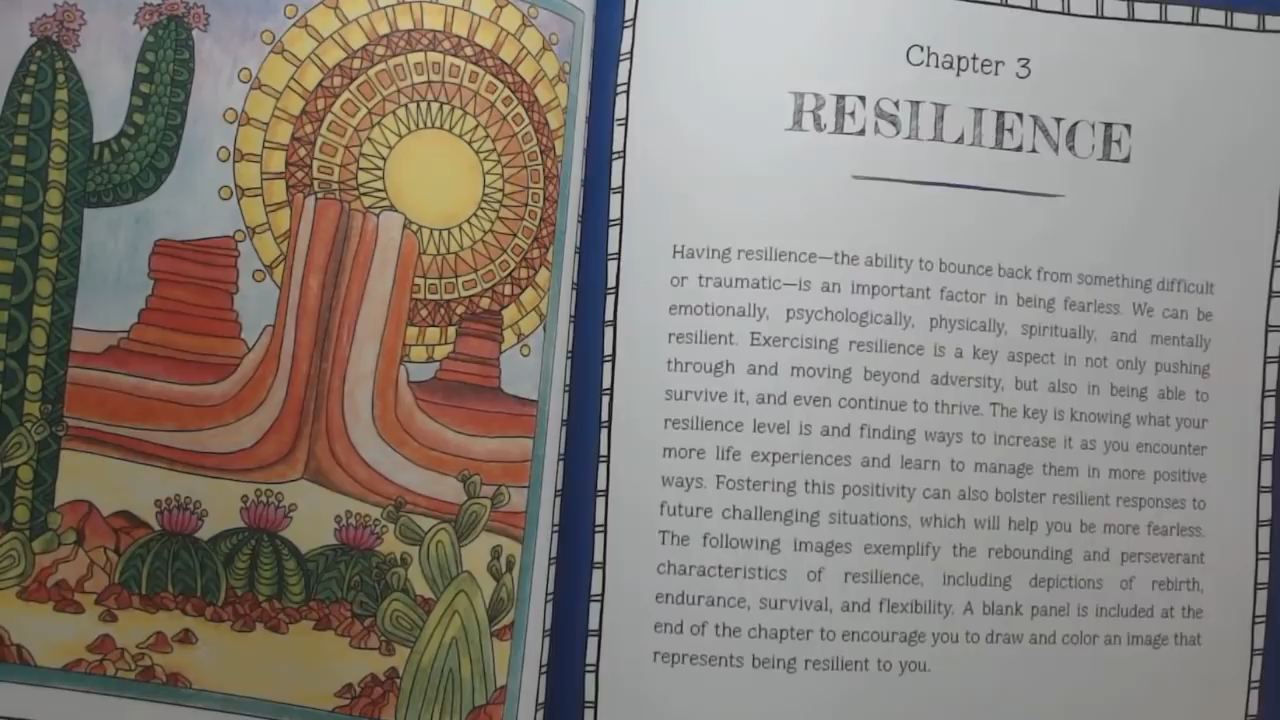 Chapter 3
RESILIENCE
Having resilience—the ability to bounce back from something difficult
or traumatic—is an important factor in being fearless. We can be
emotionally, psychologically, physically, spiritually, and mentally
resilient. Exercising resilience is a key aspect in not only pushing
through and moving beyond adversity, but also in being able to
survive it, and even continue to thrive. The key is knowing what your
resilience level is and finding ways to increase it as you encounter
more life experiences and learn to manage them in more positive
ways. Fostering this positivity can also bolster resilient responses to
future challenging situations, which will help you be more fearless.
The following images exemplify the rebounding and perseverant
characteristics of resilience, including depictions of rebirth,
endurance, survival, and flexibility. A blank panel is included at the
end of the chapter to encourage you to draw and color an image that
represents being resilient to you.